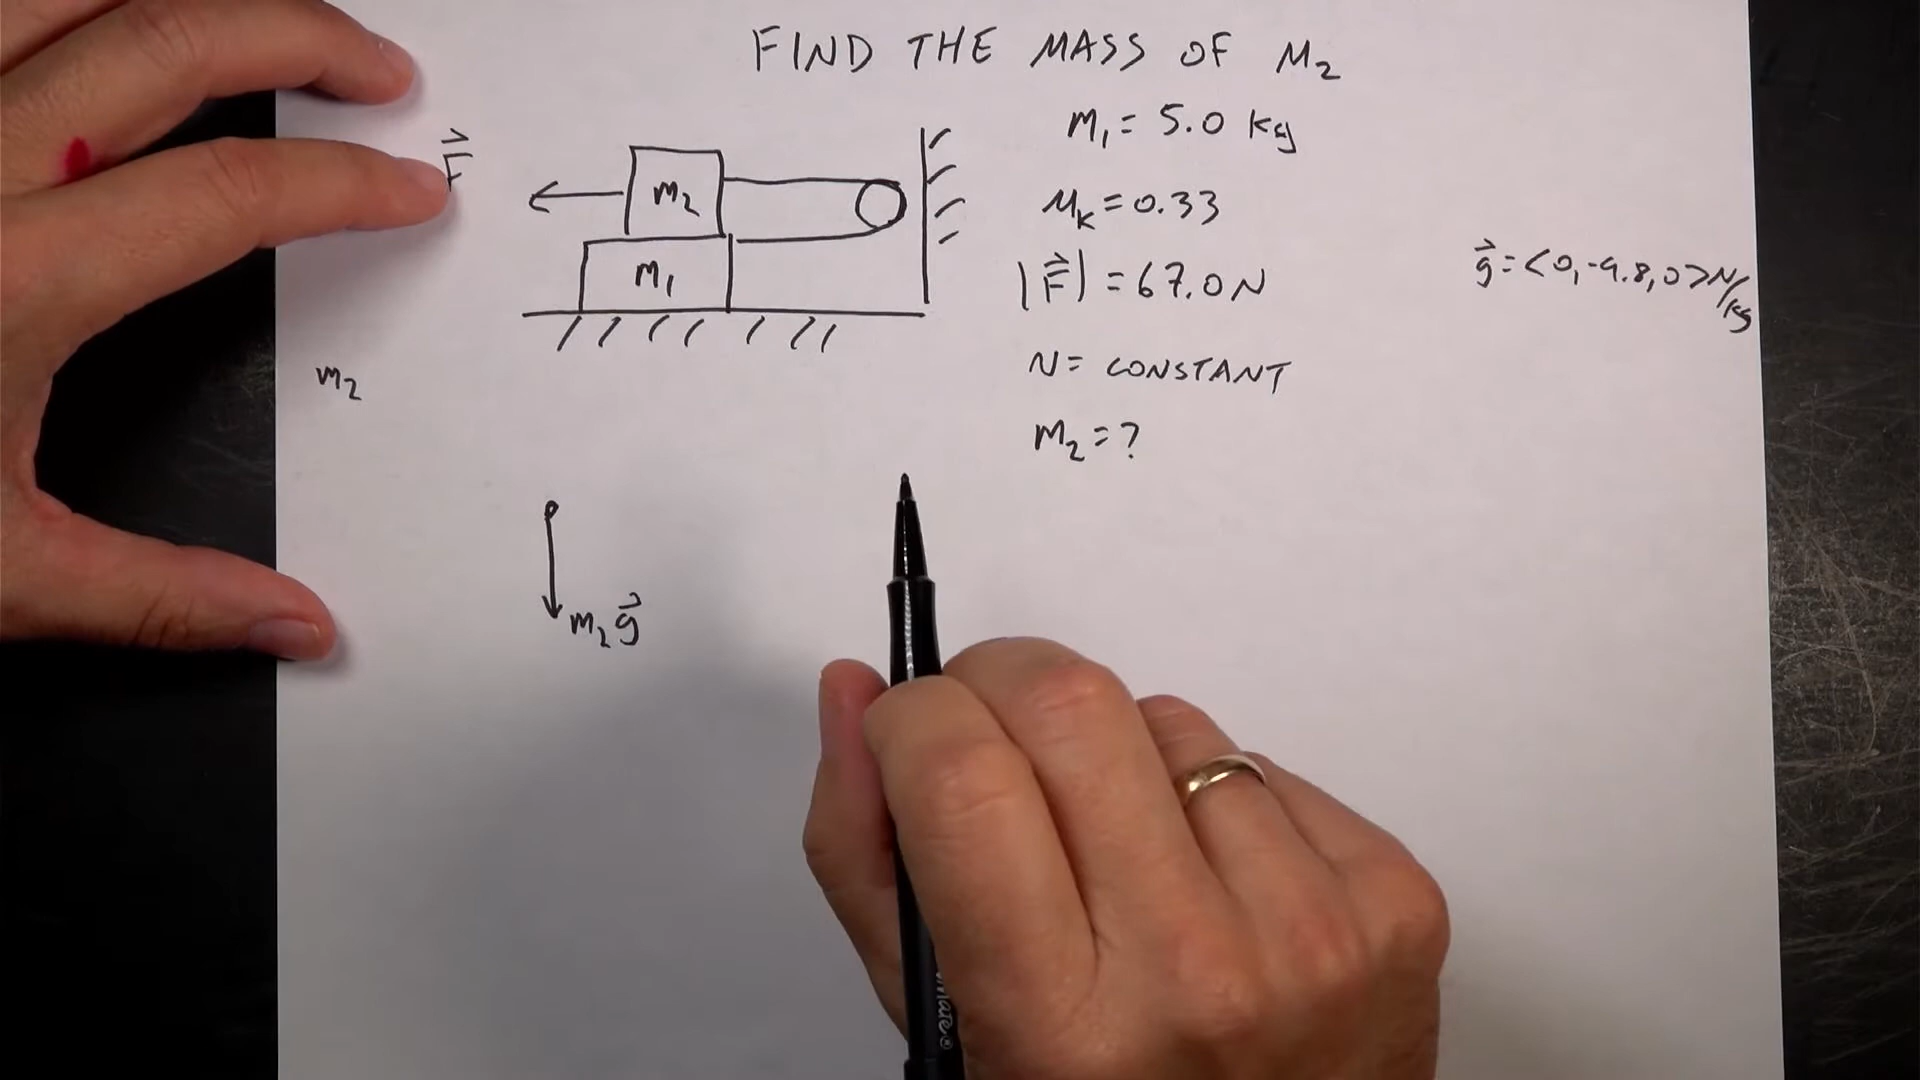 FIND THE MASS OF M₂
m₁ = 5.0 kg
F⃗
m₂
μₖ = 0.33
m₁
|F⃗| = 67.0 N
g⃗ = <0, -9.8, 0> N/kg
N = CONSTANT
m₂
m₂ = ?
m₂g⃗